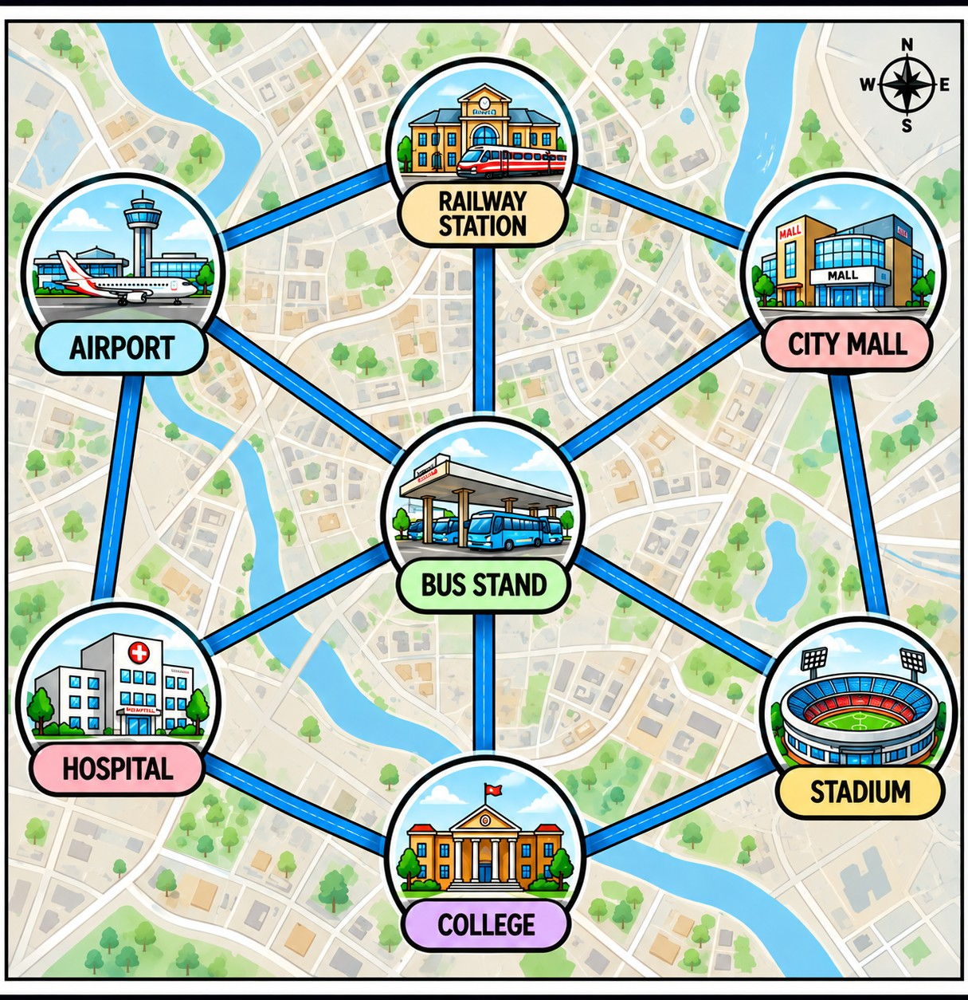 N
W E
S
RAILWAY
STATION
MALL
MALL
AIRPORT
CITY MALL
BUS STAND
HOSPITAL
STADIUM
COLLEGE